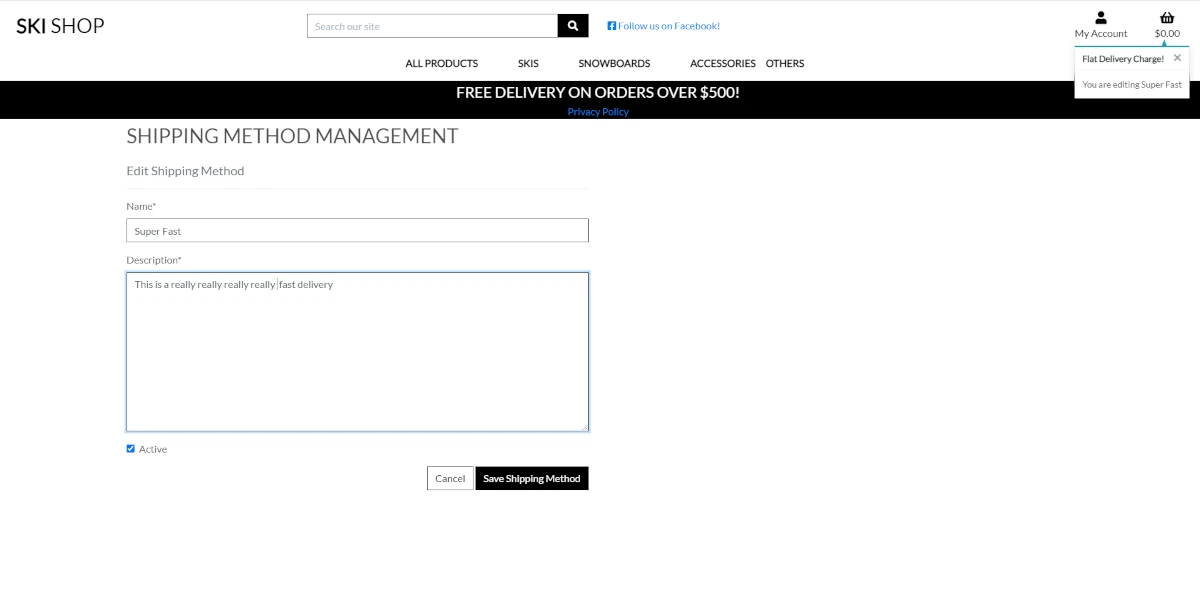 SKI SHOP
Search our site
Follow us on Facebook!
My Account
$0.00
ALL PRODUCTS SKIS SNOWBOARDS ACCESSORIES OTHERS
Flat Delivery Charge!
You are editing Super Fast
FREE DELIVERY ON ORDERS OVER $500!
Privacy Policy
SHIPPING METHOD MANAGEMENT
Edit Shipping Method
Name*
Super Fast
Description*
This is a really really really really fast delivery
Active
Cancel Save Shipping Method